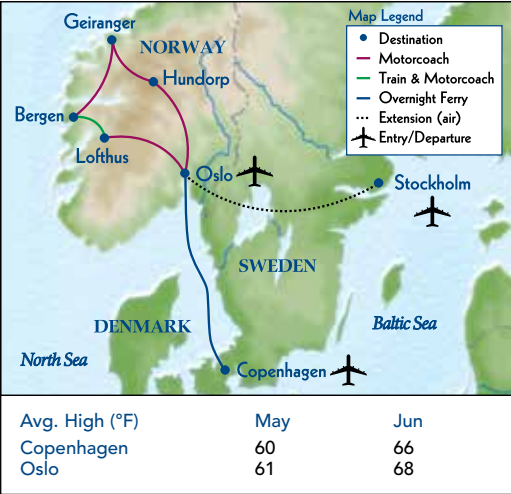 Geiranger
NORWAY
Hundorp
Bergen
Lofthus
Oslo
Stockholm
SWEDEN
DENMARK
Baltic Sea
North Sea
Copenhagen
Map Legend
Destination
Motorcoach
Train & Motorcoach
Overnight Ferry
Extension (air)
Entry/Departure
Avg. High (°F) May Jun
Copenhagen 60 66
Oslo 61 68